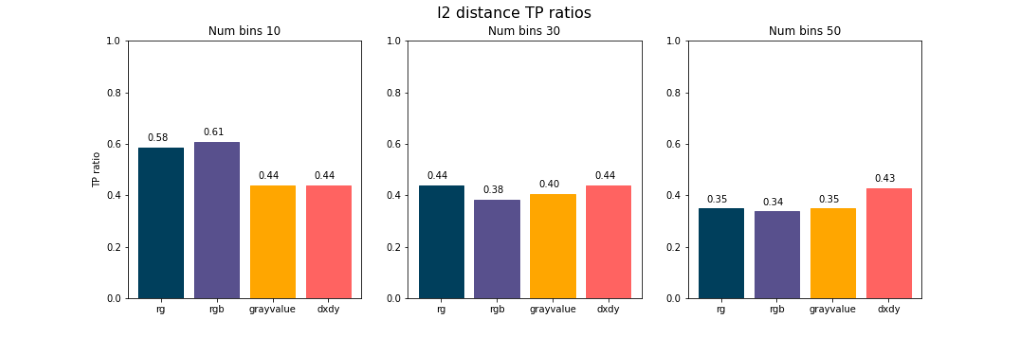 l2 distance TP ratios
Num bins 10
Num bins 30
Num bins 50
TP ratio
1.0
0.8
0.6
0.4
0.2
0.0
0.58
0.61
0.44
0.44
rg
rgb
grayvalue
dxdy
1.0
0.8
0.6
0.4
0.2
0.0
0.44
0.38
0.40
0.44
rg
rgb
grayvalue
dxdy
1.0
0.8
0.6
0.4
0.2
0.0
0.35
0.34
0.35
0.43
rg
rgb
grayvalue
dxdy